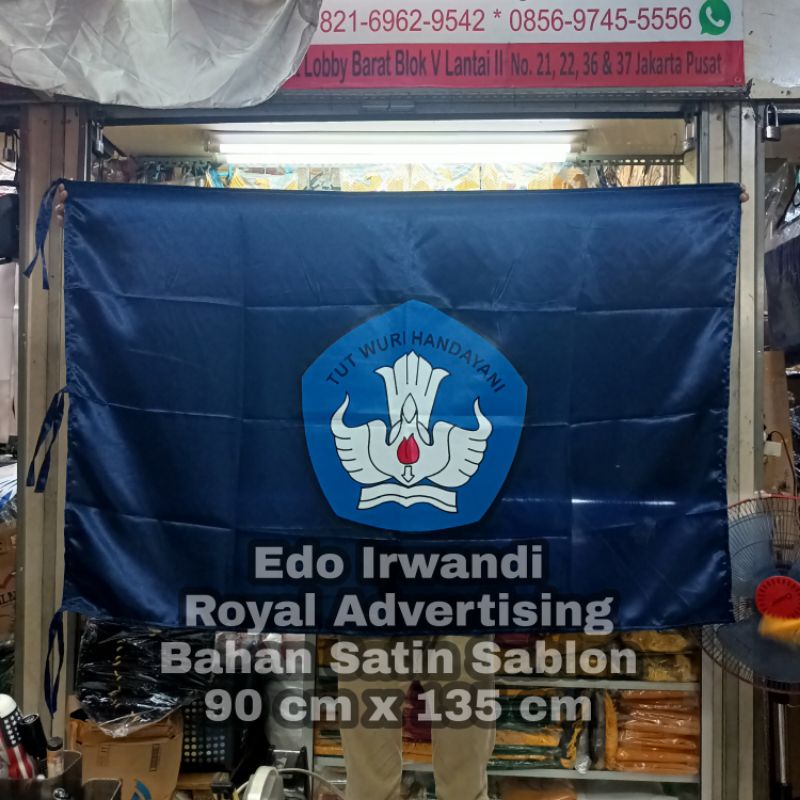 821-6962-9542 * 0856-9745-5556
Lobby Barat Blok V Lantai II No. 21, 22, 36 & 37 Jakarta Pusat
TUT WURI HANDAYANI
Edo Irwandi
Royal Advertising
Bahan Satin Sablon
90 cm x 135 cm